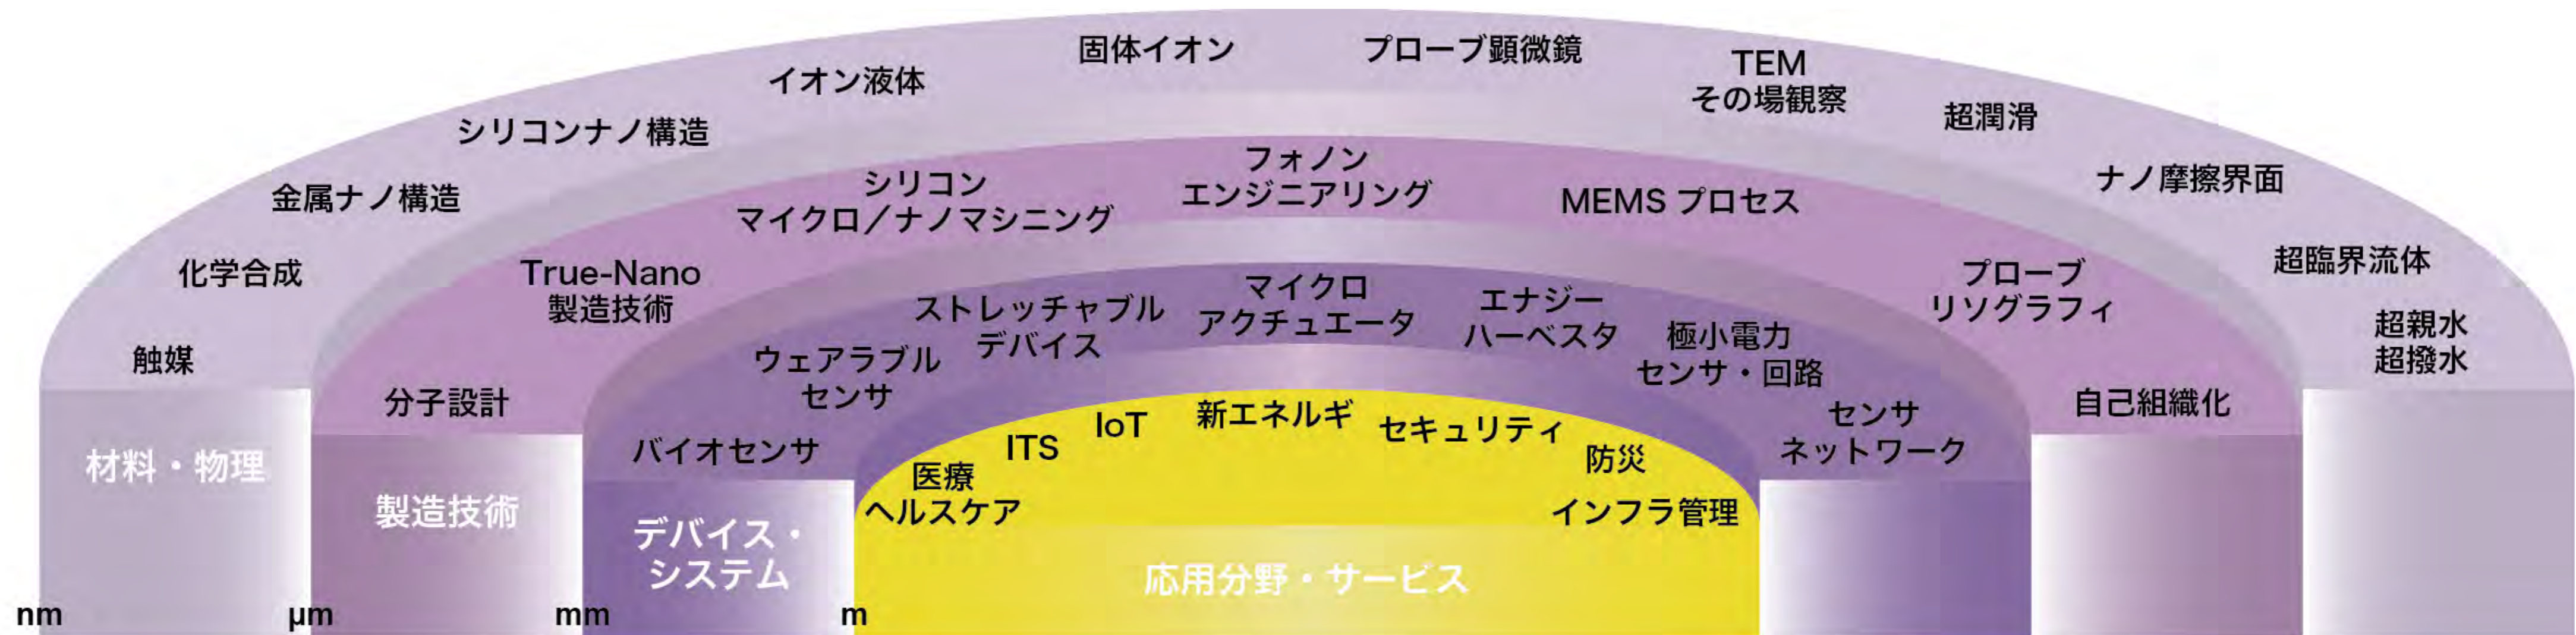 固体イオン
プローブ顕微鏡
イオン液体
TEM
その場観察
シリコンナノ構造
超潤滑
金属ナノ構造
ナノ摩擦界面
化学合成
超臨界流体
触媒
超親水
超撥水
材料・物理
フォノン
エンジニアリング
シリコン
マイクロ／ナノマシニング
MEMS プロセス
True-Nano
製造技術
プローブ
リソグラフィ
分子設計
自己組織化
製造技術
マイクロ
アクチュエータ
ストレッチャブル
デバイス
エナジー
ハーベスタ
ウェアラブル
センサ
極小電力
センサ・回路
バイオセンサ
センサ
ネットワーク
デバイス・
システム
医療
ヘルスケア
ITS
IoT
新エネルギ
セキュリティ
防災
インフラ管理
応用分野・サービス
nm
μm
mm
m